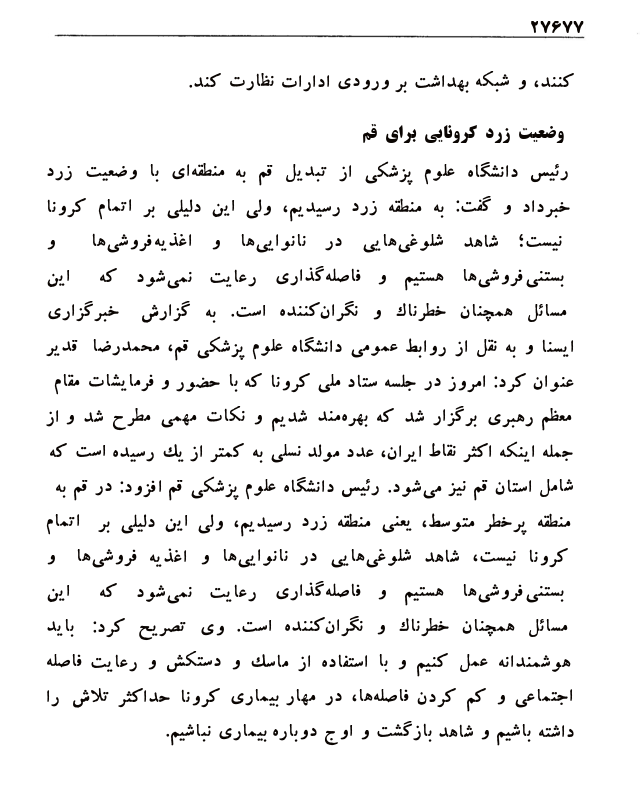 ۲۷۶۷۷
کنند، و شبکه بهداشت بر ورودی ادارات نظارت کند.
وضعیت زرد کرونایی برای قم
رئیس دانشگاه علوم پزشکی از تبدیل قم به منطقه‌ای با وضعیت زرد
خبرداد و گفت: به منطقه زرد رسیدیم، ولی این دلیلی بر اتمام کرونا
نیست؛ شاهد شلوغی‌هایی در نانوایی‌ها و اغذیه‌فروشی‌ها و
بستنی‌فروشی‌ها هستیم و فاصله‌گذاری رعایت نمی‌شود که این
مسائل همچنان خطرناك و نگران‌کننده است. به گزارش خبرگزاری
ایسنا و به نقل از روابط عمومی دانشگاه علوم پزشکی قم، محمدرضا قدیر
عنوان کرد: امروز در جلسه ستاد ملی کرونا که با حضور و فرمایشات مقام
معظم رهبری برگزار شد که بهره‌مند شدیم و نکات مهمی مطرح شد و از
جمله اینکه اکثر نقاط ایران، عدد مولد نسلی به کمتر از یك رسیده است که
شامل استان قم نیز می‌شود. رئیس دانشگاه علوم پزشکی قم افزود: در قم به
منطقه پرخطر متوسط، یعنی منطقه زرد رسیدیم، ولی این دلیلی بر اتمام
کرونا نیست، شاهد شلوغی‌هایی در نانوایی‌ها و اغذیه فروشی‌ها و
بستنی‌فروشی‌ها هستیم و فاصله‌گذاری رعایت نمی‌شود که این
مسائل همچنان خطرناك و نگران‌کننده است. وی تصریح کرد: باید
هوشمندانه عمل کنیم و با استفاده از ماسك و دستکش و رعایت فاصله
اجتماعی و کم کردن فاصله‌ها، در مهار بیماری کرونا حداکثر تلاش را
داشته باشیم و شاهد بازگشت و اوج دوباره بیماری نباشیم.